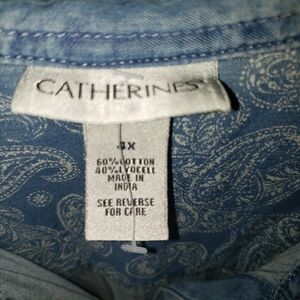 CATHERINES
4X
60% COTTON
40% LYOCELL
MADE IN
INDIA
SEE REVERSE
FOR CARE